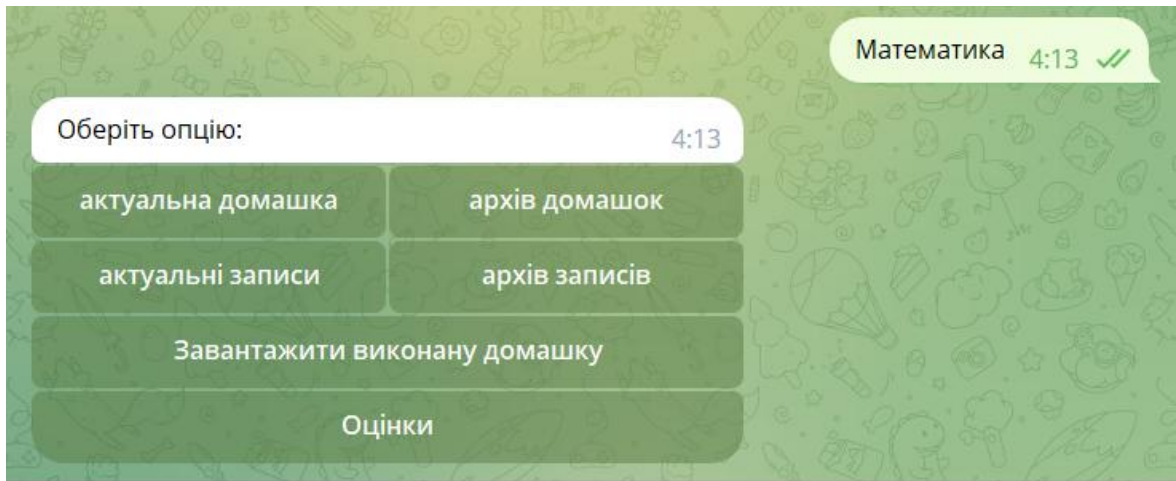 Математика 4:13
Оберіть опцію: 4:13
актуальна домашка архів домашок
актуальні записи архів записів
Завантажити виконану домашку
Оцінки